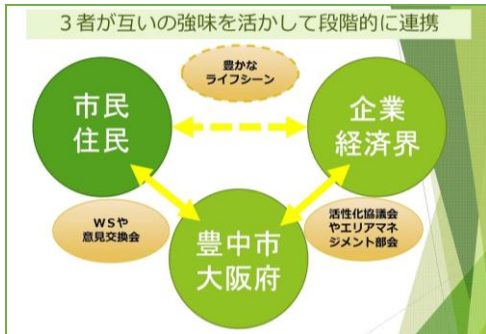 ３者が互いの強味を活かして段階的に連携
豊かな
ライフシーン
市民
住民
企業
経済界
WSや
意見交換会
豊中市
大阪府
活性化協議会
やエリアマネ
ジメント部会